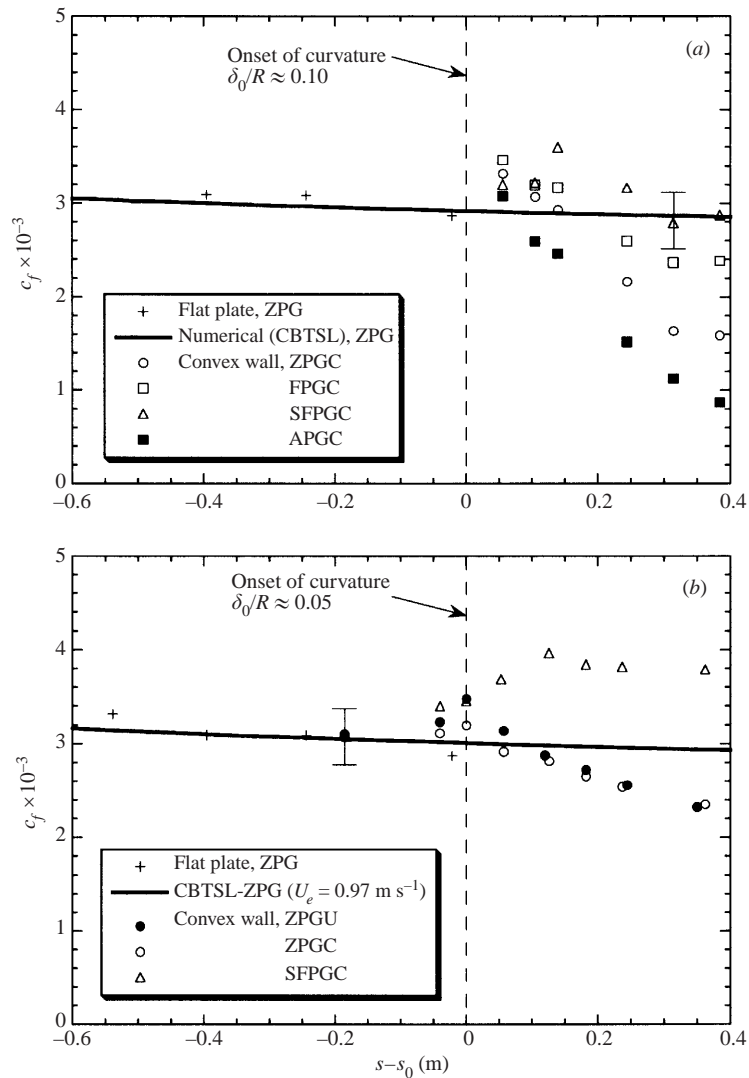 5
(a)
Onset of curvature
δ₀/R ≈ 0.10
4
3
c_f × 10⁻³
2
Flat plate, ZPG
Numerical (CBTSL), ZPG
Convex wall, ZPGC
FPGC
SFPGC
APGC
1
0
–0.6 –0.4 –0.2 0 0.2 0.4
5
(b)
Onset of curvature
δ₀/R ≈ 0.05
4
3
c_f × 10⁻³
2
Flat plate, ZPG
CBTSL-ZPG (U_e = 0.97 m s⁻¹)
Convex wall, ZPGU
ZPGC
SFPGC
1
0
–0.6 –0.4 –0.2 0 0.2 0.4
s–s₀ (m)